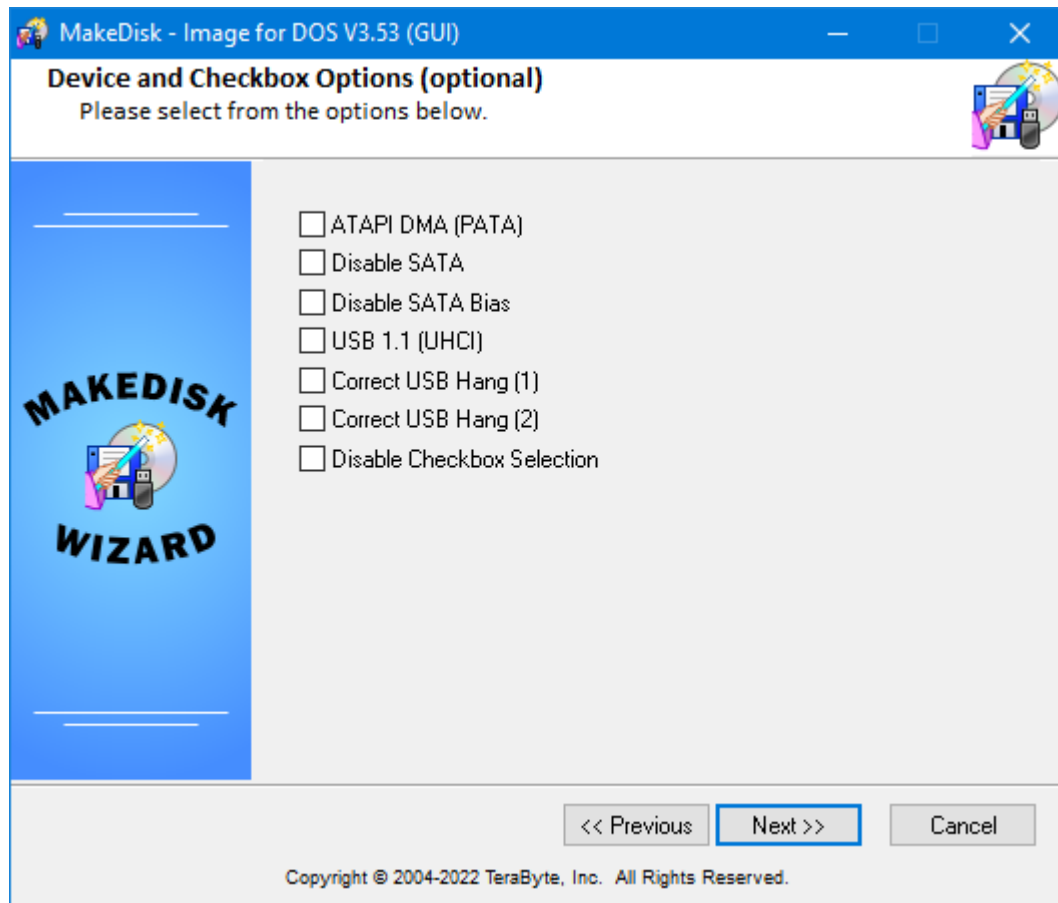 MakeDisk - Image for DOS V3.53 (GUI)
Device and Checkbox Options (optional)
Please select from the options below.
ATAPI DMA (PATA)
Disable SATA
Disable SATA Bias
USB 1.1 (UHCI)
Correct USB Hang (1)
Correct USB Hang (2)
Disable Checkbox Selection
MAKEDISK
WIZARD
<< Previous
Next >>
Cancel
Copyright © 2004-2022 TeraByte, Inc.  All Rights Reserved.